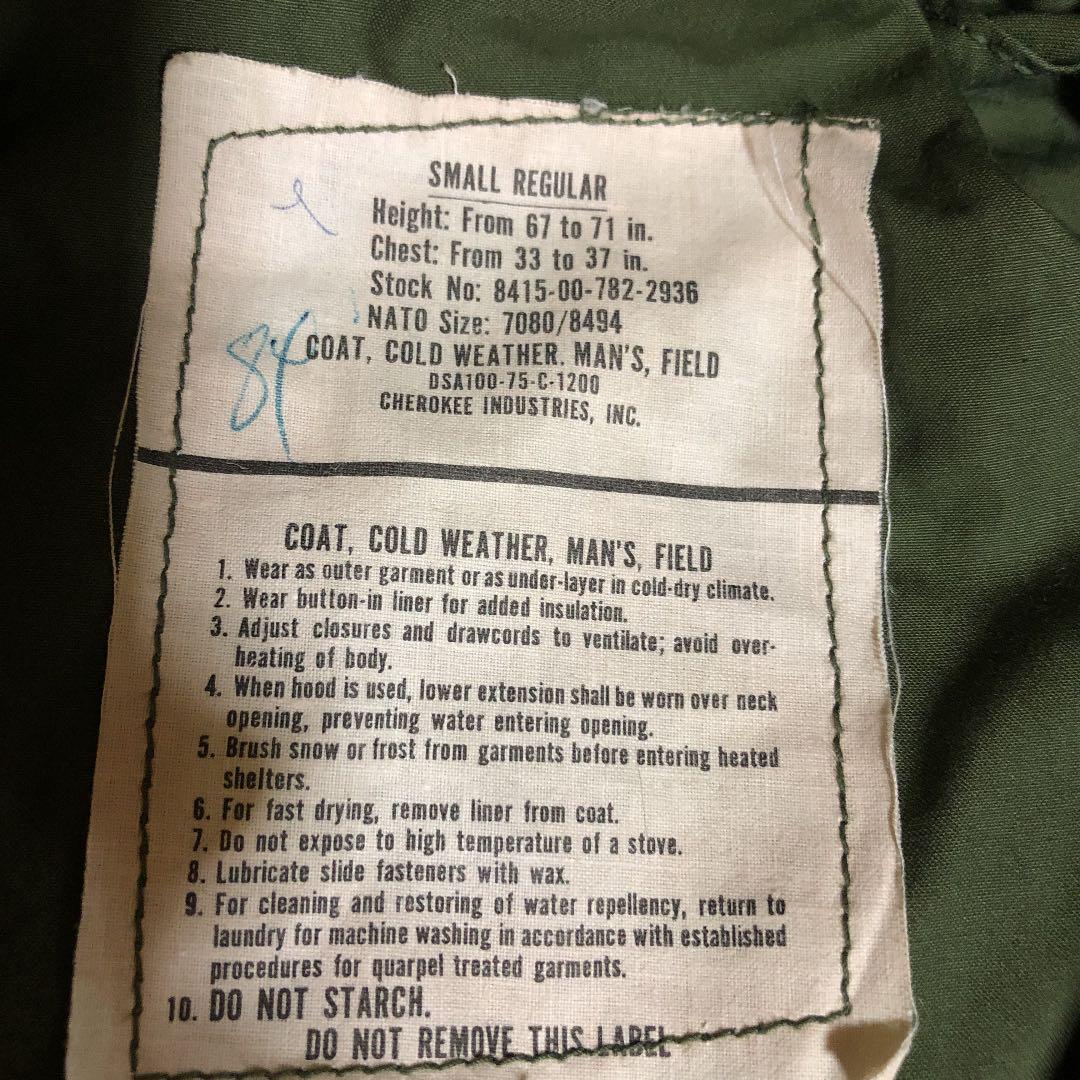 SMALL REGULAR
Height: From 67 to 71 in.
Chest: From 33 to 37 in.
Stock No: 8415-00-782-2936
NATO Size: 7080/8494
84
COAT, COLD WEATHER. MAN'S, FIELD
DSA100-75-C-1200
CHEROKEE INDUSTRIES, INC.
COAT, COLD WEATHER, MAN'S, FIELD
1. Wear as outer garment or as under-layer in cold-dry climate.
2. Wear button-in liner for added insulation.
3. Adjust closures and drawcords to ventilate; avoid over-
heating of body.
4. When hood is used, lower extension shall be worn over neck
opening, preventing water entering opening.
5. Brush snow or frost from garments before entering heated
shelters.
6. For fast drying, remove liner from coat.
7. Do not expose to high temperature of a stove.
8. Lubricate slide fasteners with wax.
9. For cleaning and restoring of water repellency, return to
laundry for machine washing in accordance with established
procedures for quarpel treated garments.
10. DO NOT STARCH.
DO NOT REMOVE THIS LABEL